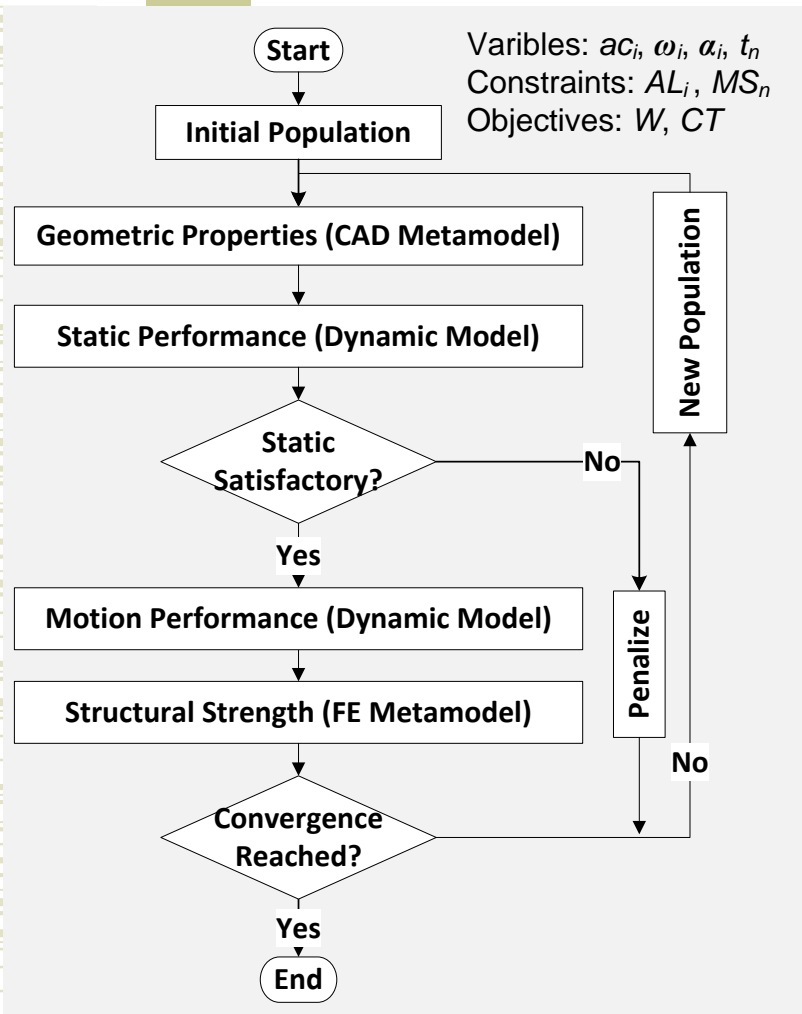 Start
Varibles: acᵢ, ωᵢ, αᵢ, tₙ
Constraints: ALᵢ , MSₙ
Objectives: W, CT
Initial Population
Geometric Properties (CAD Metamodel)
Static Performance (Dynamic Model)
New Population
Static
Satisfactory?
No
Yes
Motion Performance (Dynamic Model)
Penalize
Structural Strength (FE Metamodel)
No
Convergence
Reached?
Yes
End